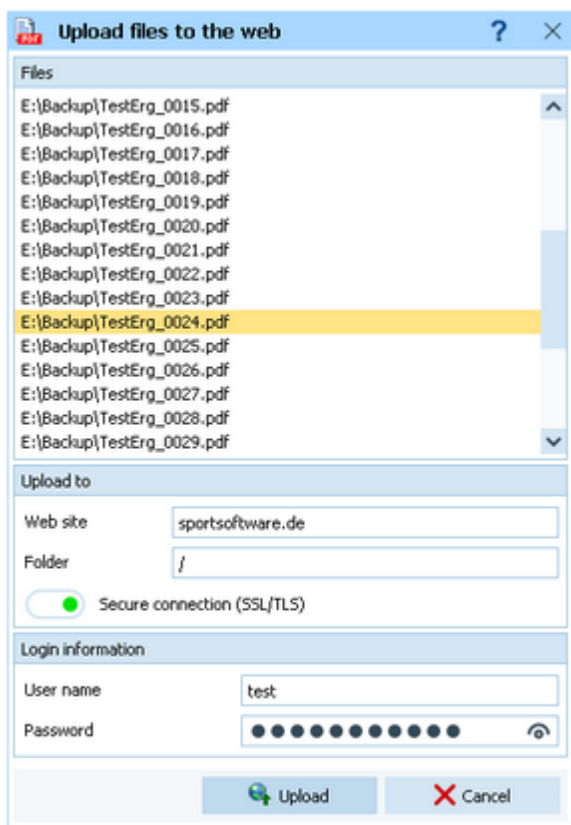 Upload files to the web ?
Files
E:\Backup\TestErg_0015.pdf
E:\Backup\TestErg_0016.pdf
E:\Backup\TestErg_0017.pdf
E:\Backup\TestErg_0018.pdf
E:\Backup\TestErg_0019.pdf
E:\Backup\TestErg_0020.pdf
E:\Backup\TestErg_0021.pdf
E:\Backup\TestErg_0022.pdf
E:\Backup\TestErg_0023.pdf
E:\Backup\TestErg_0024.pdf
E:\Backup\TestErg_0025.pdf
E:\Backup\TestErg_0026.pdf
E:\Backup\TestErg_0027.pdf
E:\Backup\TestErg_0028.pdf
E:\Backup\TestErg_0029.pdf
Upload to
Web site sportsoftware.de
Folder /
Secure connection (SSL/TLS)
Login information
User name test
Password ●●●●●●●●●●●
Upload Cancel